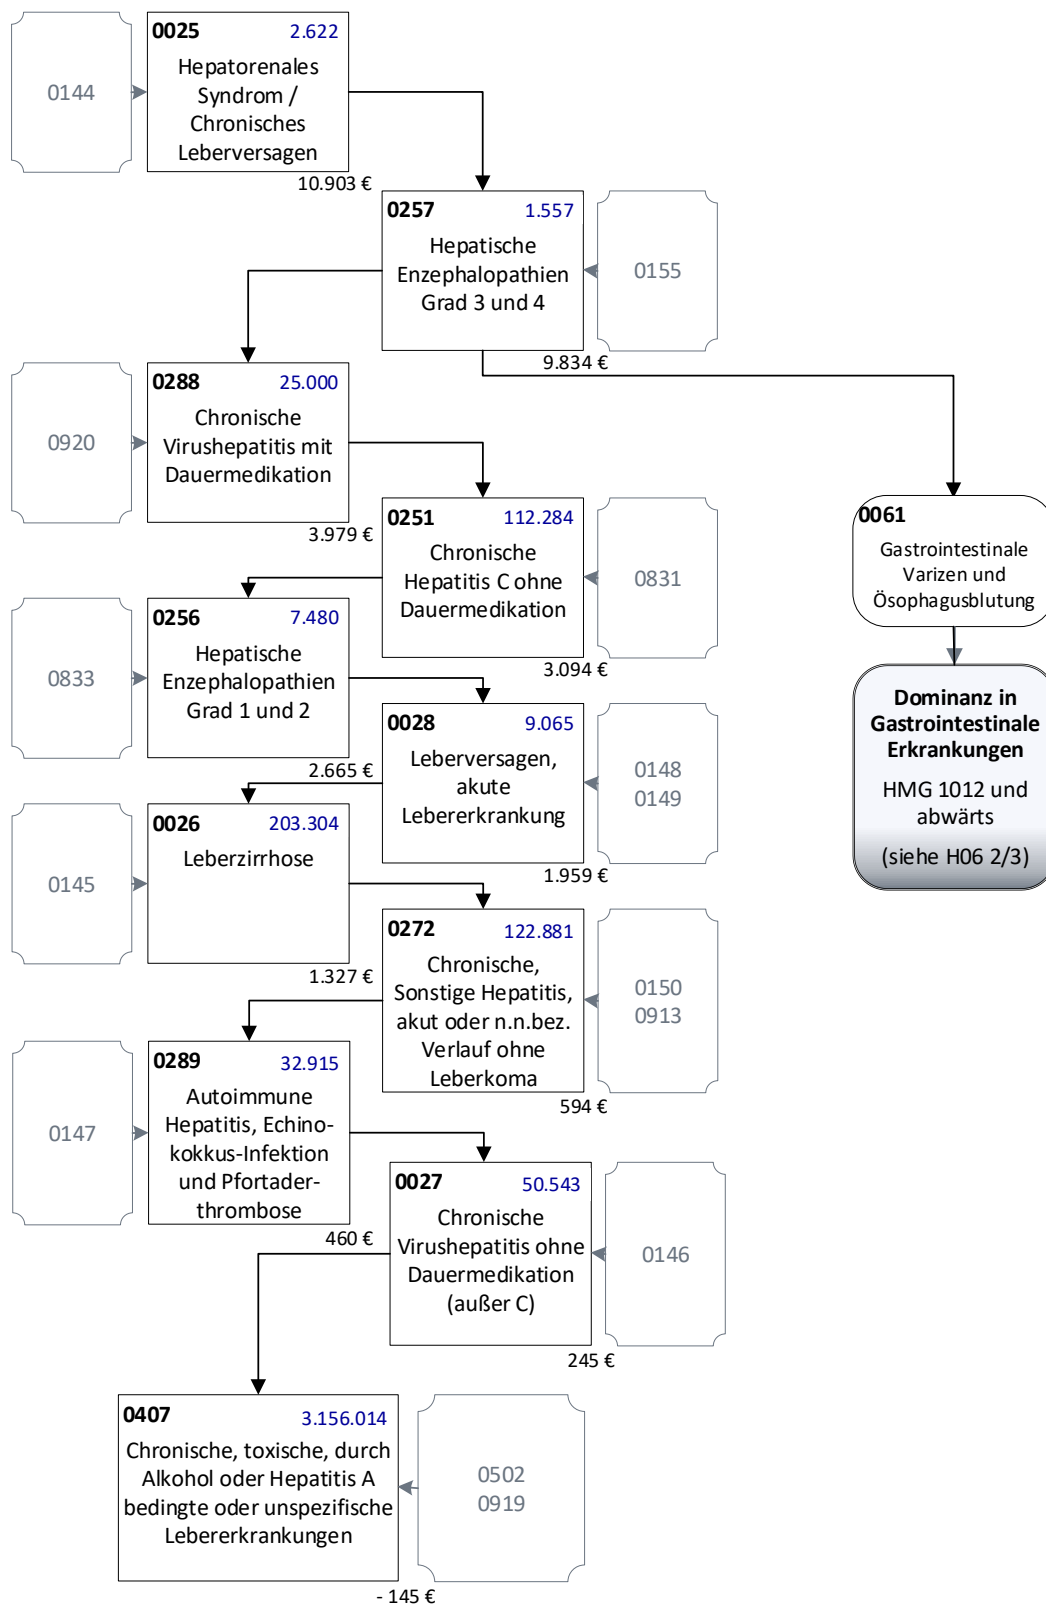 0144
0025 2.622
Hepatorenales
Syndrom /
Chronisches
Leberversagen
10.903 €
0257 1.557
Hepatische
Enzephalopathien
Grad 3 und 4
0155
9.834 €
0920
0288 25.000
Chronische
Virushepatitis mit
Dauermedikation
3.979 €
0251 112.284
Chronische
Hepatitis C ohne
Dauermedikation
0831
3.094 €
0061
Gastrointestinale
Varizen und
Ösophagusblutung
Dominanz in
Gastrointestinale
Erkrankungen
HMG 1012 und
abwärts
(siehe H06 2/3)
0833
0256 7.480
Hepatische
Enzephalopathien
Grad 1 und 2
2.665 €
0028 9.065
Leberversagen,
akute
Lebererkrankung
0148
0149
1.959 €
0145
0026 203.304
Leberzirrhose
1.327 €
0272 122.881
Chronische,
Sonstige Hepatitis,
akut oder n.n.bez.
Verlauf ohne
Leberkoma
0150
0913
594 €
0147
0289 32.915
Autoimmune
Hepatitis, Echino-
kokkus-Infektion
und Pfortader-
thrombose
460 €
0027 50.543
Chronische
Virushepatitis ohne
Dauermedikation
(außer C)
0146
245 €
0407 3.156.014
Chronische, toxische, durch
Alkohol oder Hepatitis A
bedingte oder unspezifische
Lebererkrankungen
0502
0919
- 145 €